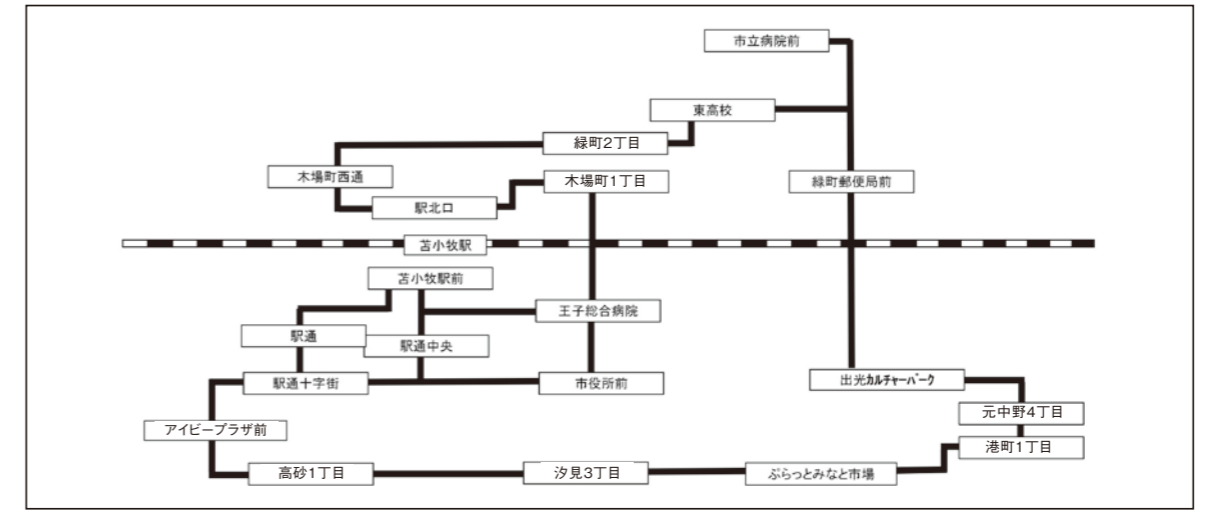 市立病院前
東高校
緑町2丁目
木場町西通
木場町1丁目
緑町郵便局前
駅北口
苫小牧駅
苫小牧駅前
王子総合病院
駅通
駅通中央
駅通十字街
市役所前
出光カルチャーパーク
元中野4丁目
アイビープラザ前
港町1丁目
高砂1丁目
汐見3丁目
ぷらっとみなと市場